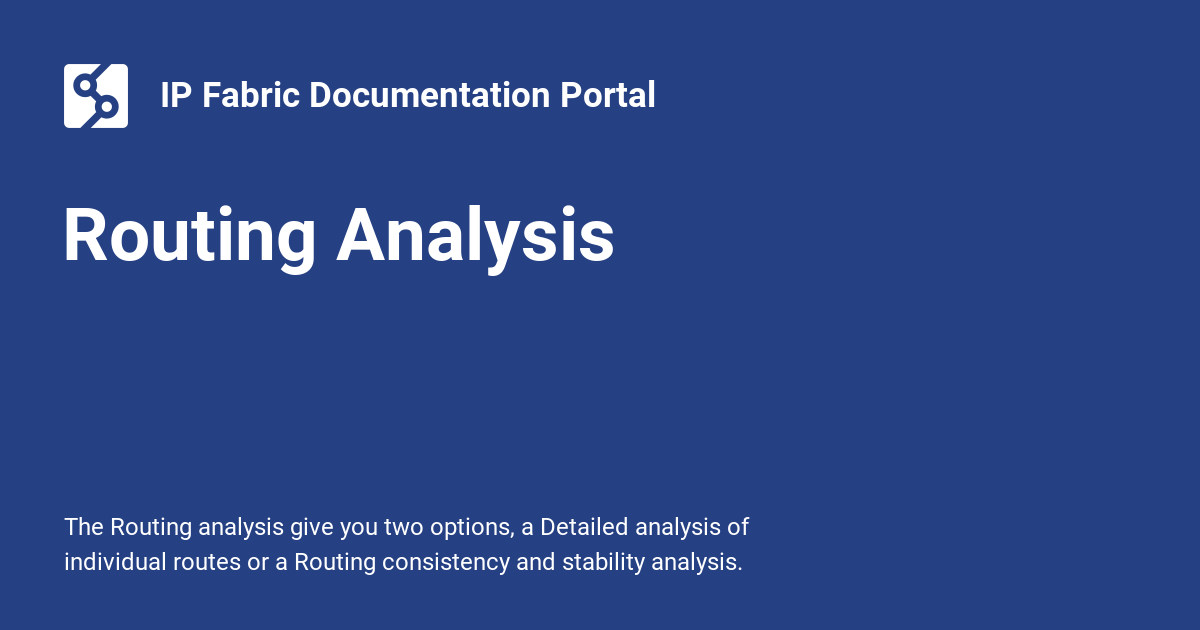 IP Fabric Documentation Portal
Routing Analysis
The Routing analysis give you two options, a Detailed analysis of
individual routes or a Routing consistency and stability analysis.